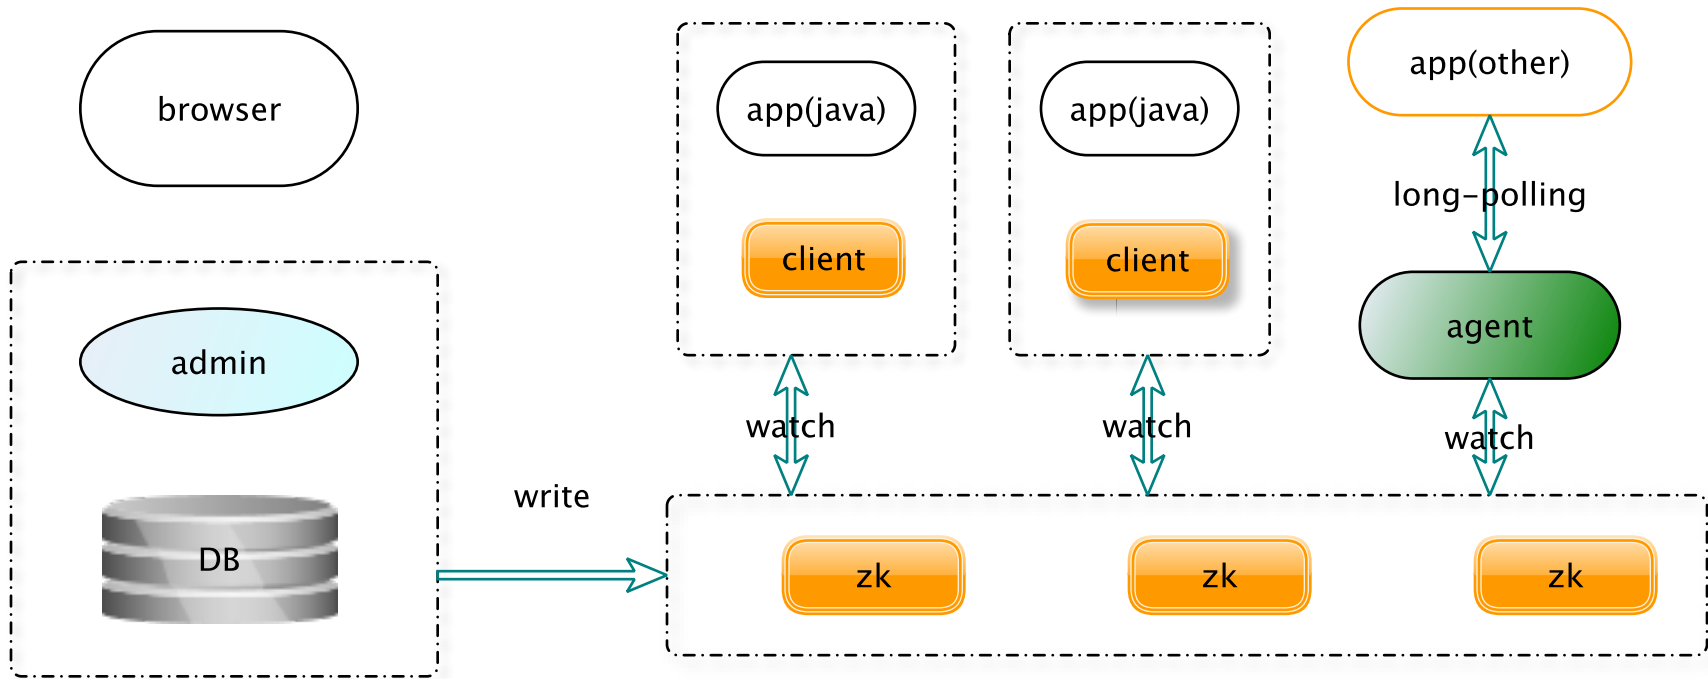 browser
app(java)
app(java)
app(other)
long-polling
client
client
agent
admin
watch
watch
watch
write
DB
zk
zk
zk